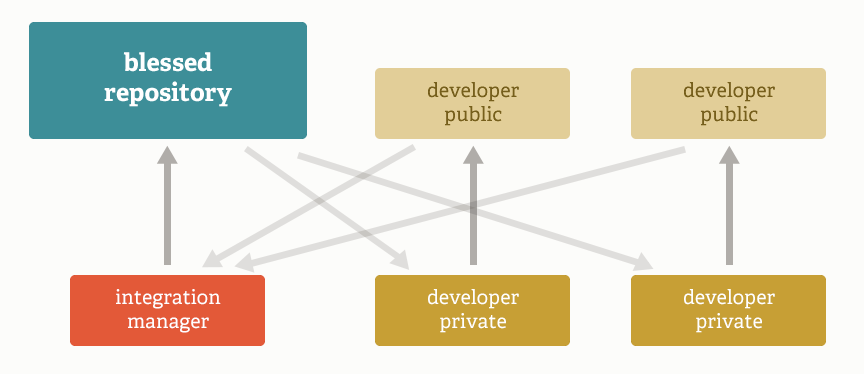 blessed
repository
developer
public
developer
public
integration
manager
developer
private
developer
private